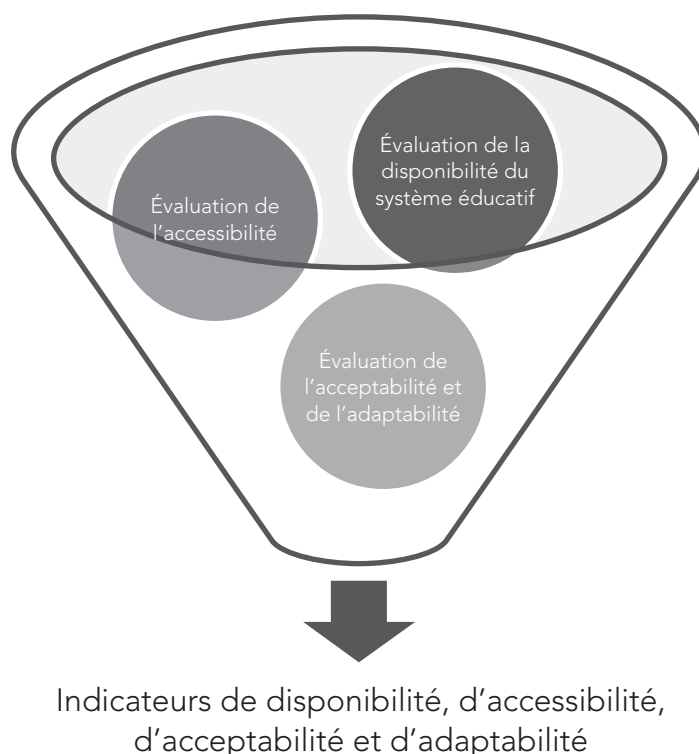 Évaluation de la
disponibilité du
système éducatif
Évaluation de
l’accessibilité
Évaluation de
l’acceptabilité et
de l’adaptabilité
Indicateurs de disponibilité, d’accessibilité,
d’acceptabilité et d’adaptabilité